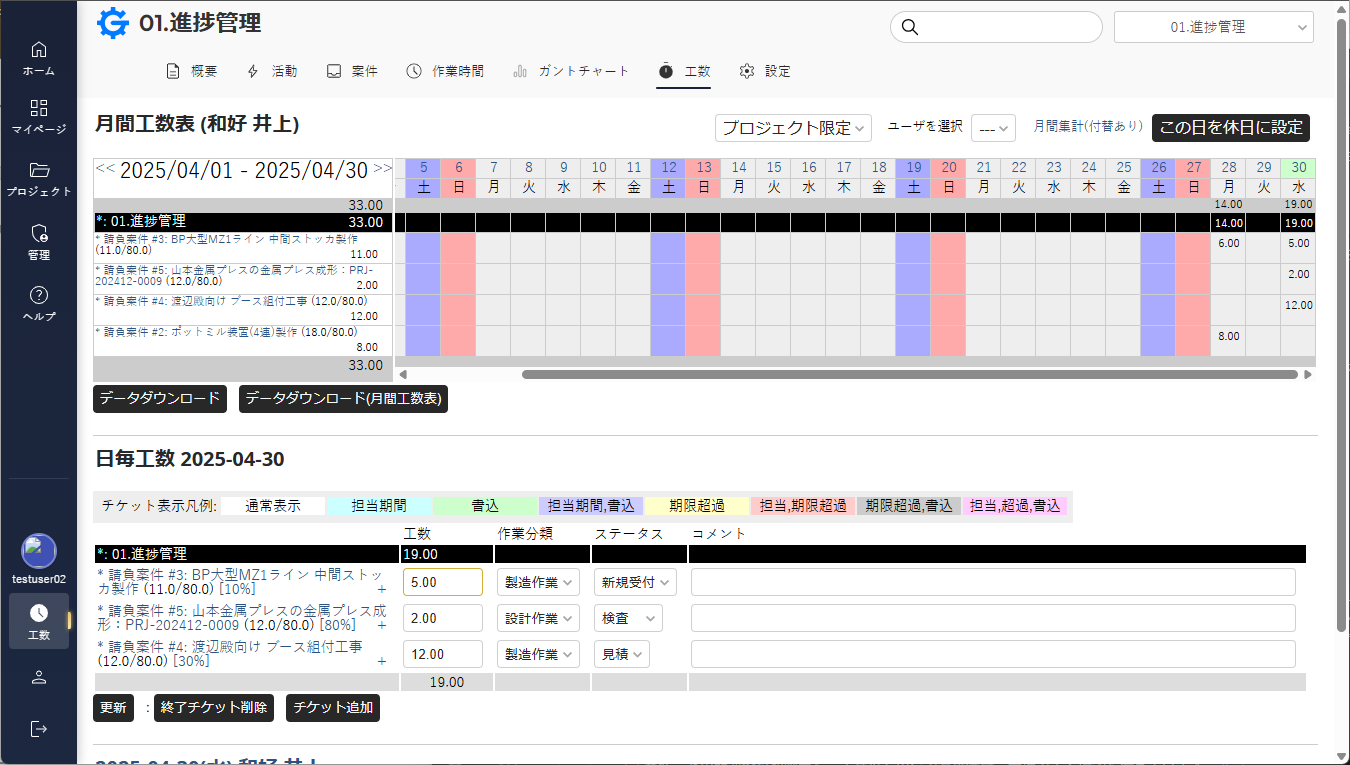 01.進捗管理
01.進捗管理
ホーム
マイページ
プロジェクト
管理
ヘルプ
testuser02
工数
概要 活動 案件 作業時間 ガントチャート 工数 設定
月間工数表 (和好 井上)
プロジェクト限定 ユーザを選択 --- 月間集計(付替あり) この日を休日に設定
<< 2025/04/01 - 2025/04/30 >> 5 6 7 8 9 10 11 12 13 14 15 16 17 18 19 20 21 22 23 24 25 26 27 28 29 30
土 日 月 火 水 木 金 土 日 月 火 水 木 金 土 日 月 火 水 木 金 土 日 月 火 水
33.00 14.00 19.00
*: 01.進捗管理 33.00 14.00 19.00
* 請負案件 #3: BP大型MZ1ライン 中間ストッカ製作
(11.0/80.0) 11.00 6.00 5.00
* 請負案件 #5: 山本金属プレスの金属プレス成形：PRJ-
202412-0009 (12.0/80.0) 2.00 2.00
* 請負案件 #4: 渡辺殿向け ブース組付工事 (12.0/80.0)
12.00 12.00
* 請負案件 #2: ポットミル装置(4連)製作 (18.0/80.0)
8.00 8.00
33.00
データダウンロード データダウンロード(月間工数表)
日毎工数 2025-04-30
チケット表示凡例: 通常表示 担当期間 書込 担当期間,書込 期限超過 担当,期限超過 期限超過,書込 担当,超過,書込
工数 作業分類 ステータス コメント
*: 01.進捗管理 19.00
* 請負案件 #3: BP大型MZ1ライン 中間ストッ
カ製作 (11.0/80.0) [10%] + 5.00 製造作業 新規受付
* 請負案件 #5: 山本金属プレスの金属プレス成
形：PRJ-202412-0009 (12.0/80.0) [80%] + 2.00 設計作業 検査
* 請負案件 #4: 渡辺殿向け ブース組付工事
(12.0/80.0) [30%] + 12.00 製造作業 見積
19.00
更新 : 終了チケット削除 チケット追加